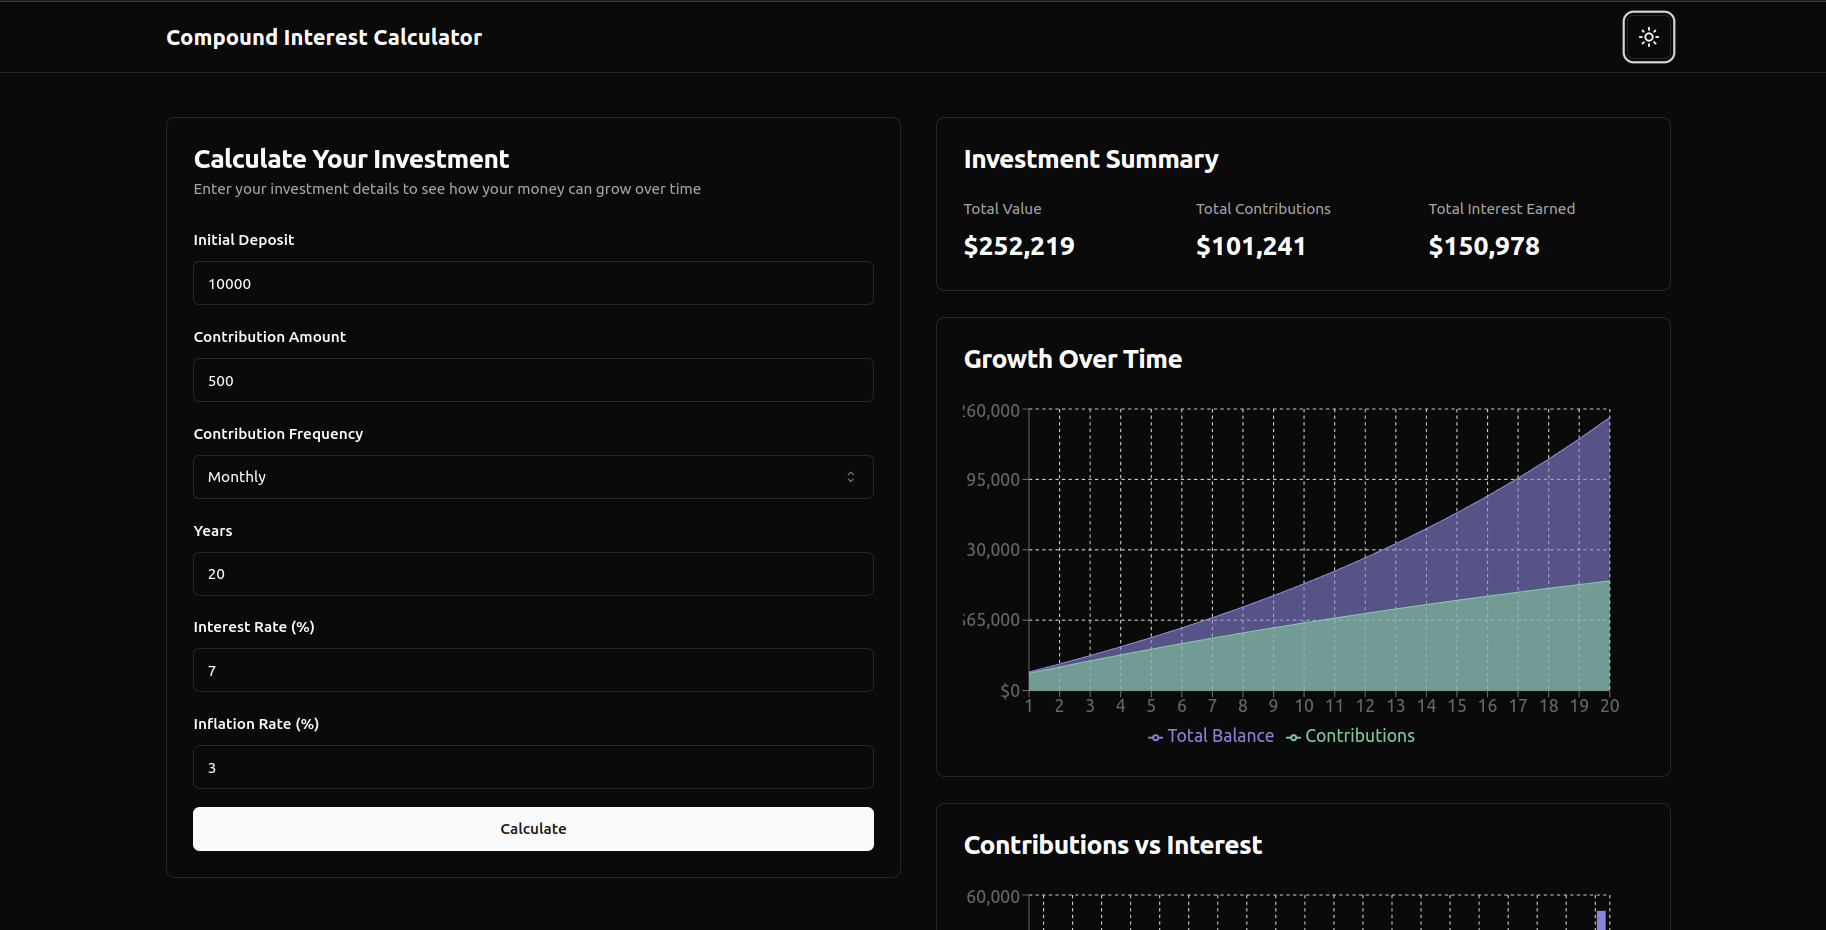 Compound Interest Calculator
Calculate Your Investment
Enter your investment details to see how your money can grow over time
Initial Deposit
10000
Contribution Amount
500
Contribution Frequency
Monthly
Years
20
Interest Rate (%)
7
Inflation Rate (%)
3
Calculate
Investment Summary
Total Value Total Contributions Total Interest Earned
$252,219 $101,241 $150,978
Growth Over Time
60,000
95,000
30,000
65,000
$0
1 2 3 4 5 6 7 8 9 10 11 12 13 14 15 16 17 18 19 20
Total Balance Contributions
Contributions vs Interest
60,000